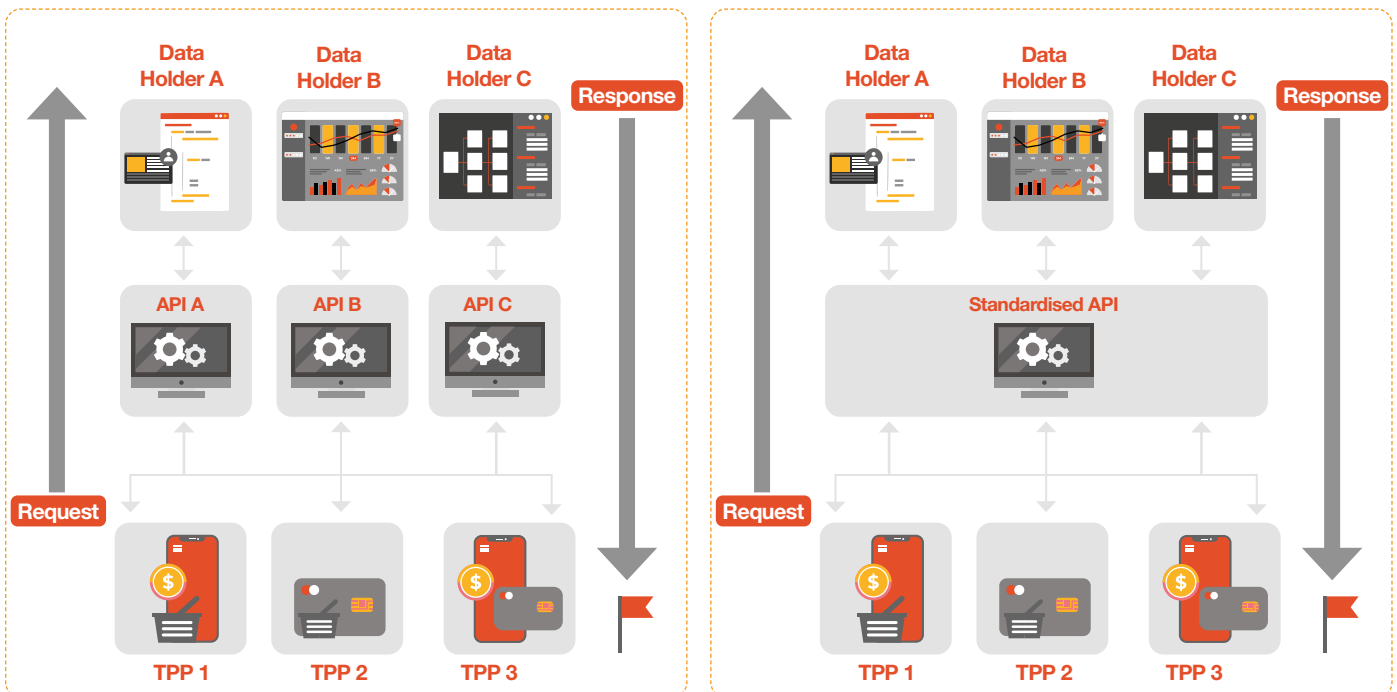 Data
Holder A
Data
Holder B
Data
Holder C
Response
API A
API B
API C
Request
$
$
TPP 1
TPP 2
TPP 3
Data
Holder A
Data
Holder B
Data
Holder C
Response
Standardised API
Request
$
$
TPP 1
TPP 2
TPP 3